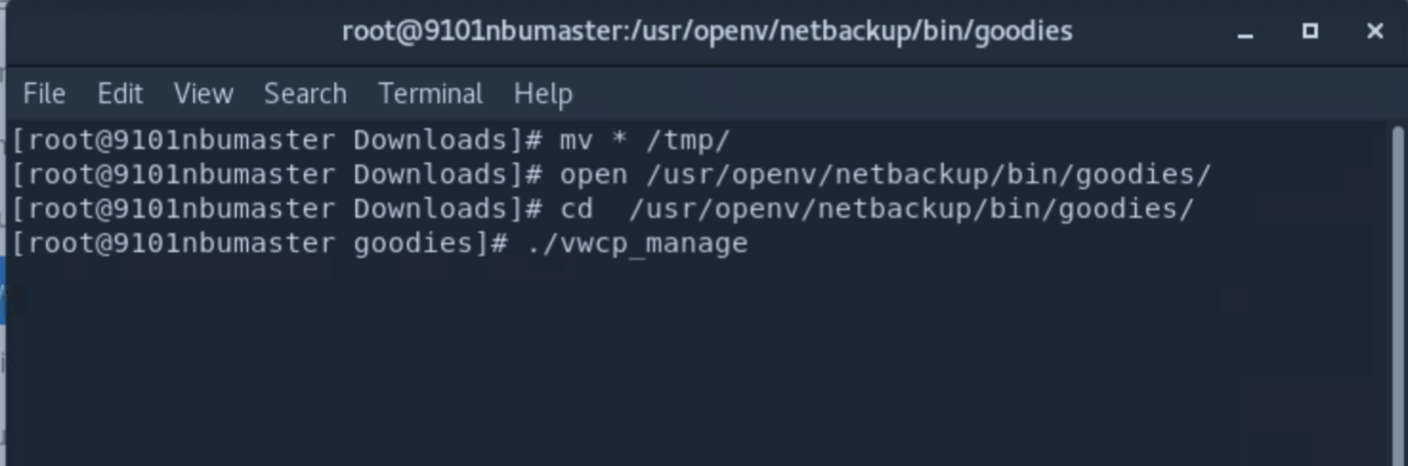 root@9101nbumaster:/usr/openv/netbackup/bin/goodies
File Edit View Search Terminal Help
[root@9101nbumaster Downloads]# mv * /tmp/
[root@9101nbumaster Downloads]# open /usr/openv/netbackup/bin/goodies/
[root@9101nbumaster Downloads]# cd  /usr/openv/netbackup/bin/goodies/
[root@9101nbumaster goodies]# ./vwcp_manage